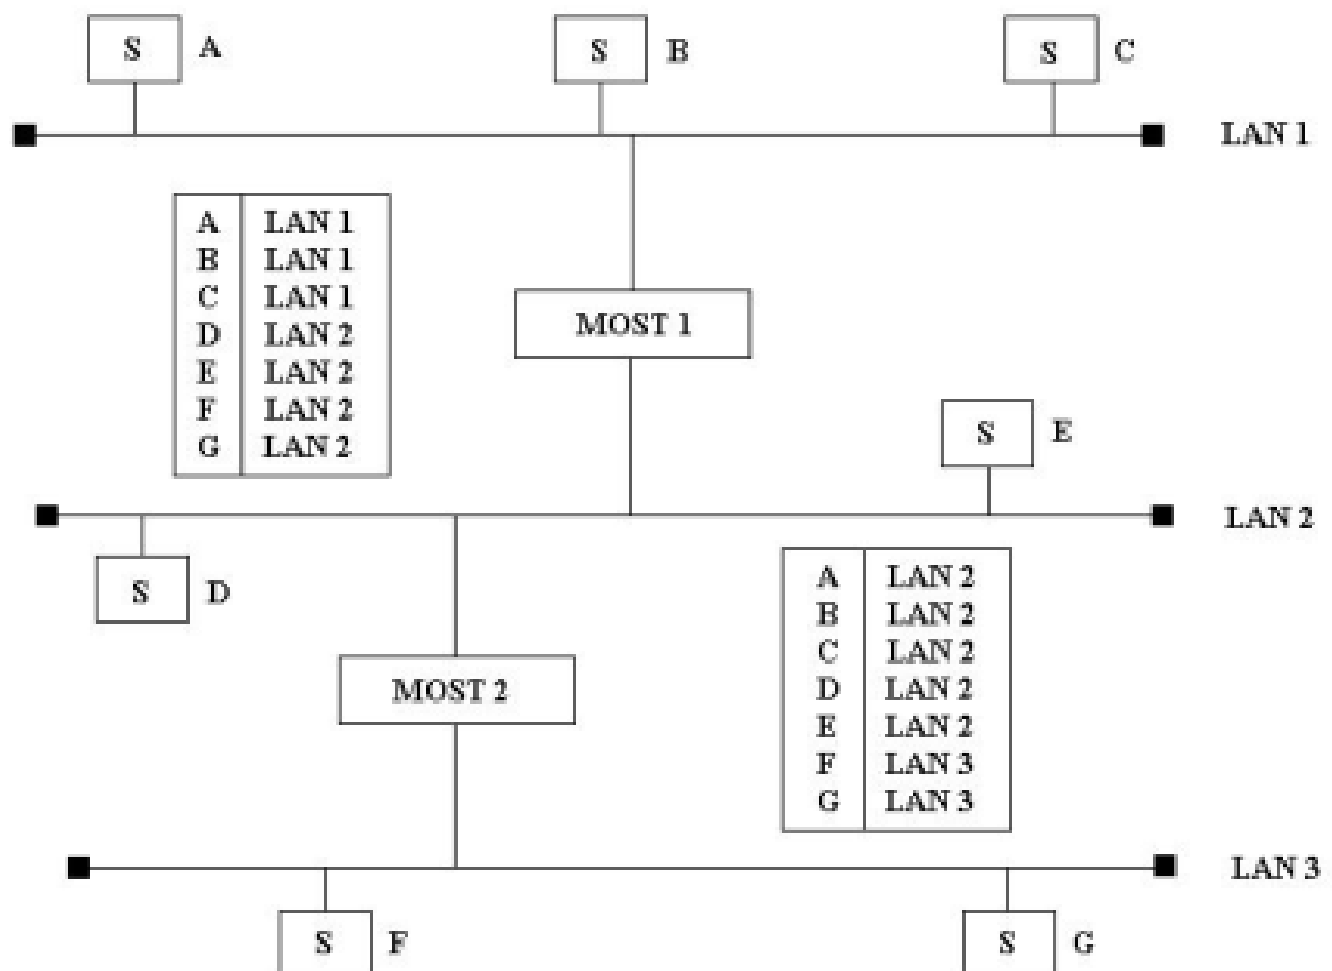 S A S B S C
LAN 1
A LAN 1
B LAN 1
C LAN 1
D LAN 2
E LAN 2
F LAN 2
G LAN 2
MOST 1
S E
LAN 2
S D
A LAN 2
B LAN 2
C LAN 2
D LAN 2
E LAN 2
F LAN 3
G LAN 3
MOST 2
LAN 3
S F S G